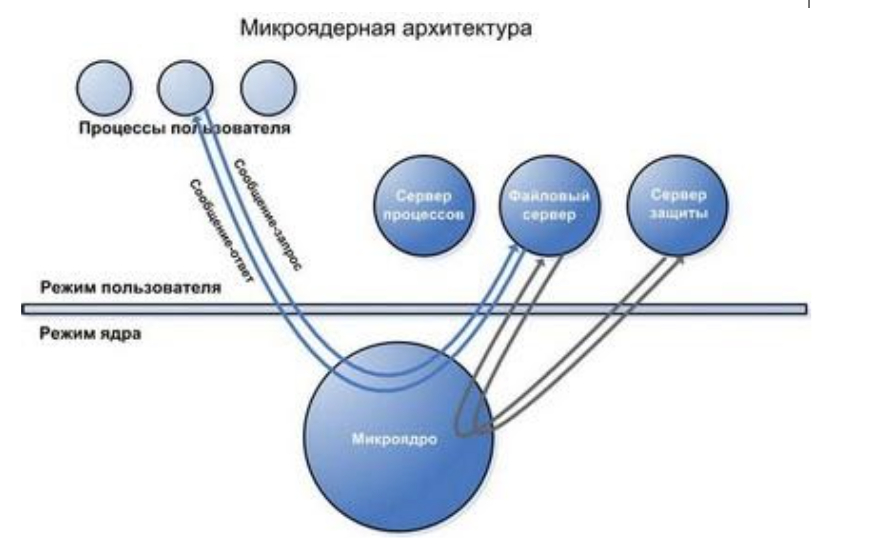 Микроядерная архитектура
Процессы пользователя
Сообщение-запрос
Сообщение-ответ
Сервер
процессов
Файловый
сервер
Сервер
защиты
Режим пользователя
Режим ядра
Микроядро